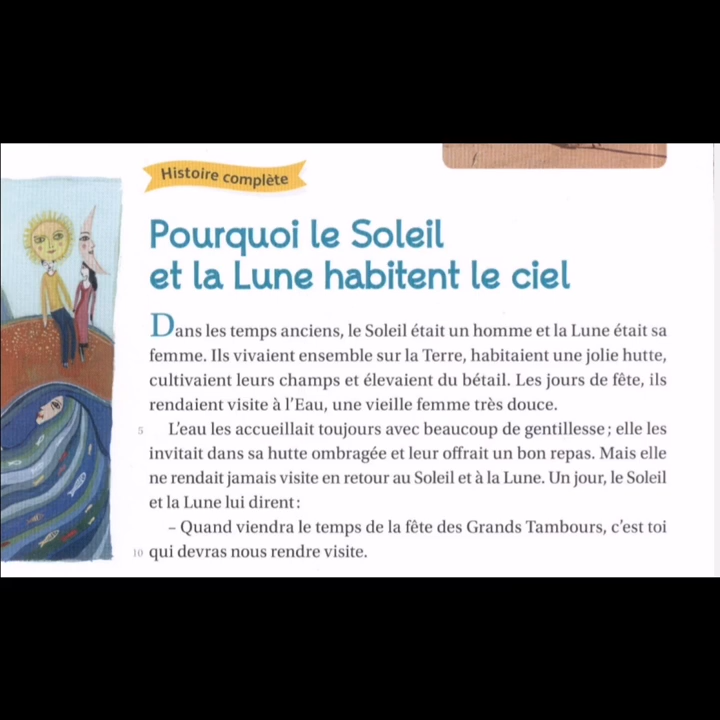 Histoire complète
Pourquoi le Soleil
et la Lune habitent le ciel
Dans les temps anciens, le Soleil était un homme et la Lune était sa
femme. Ils vivaient ensemble sur la Terre, habitaient une jolie hutte,
cultivaient leurs champs et élevaient du bétail. Les jours de fête, ils
rendaient visite à l'Eau, une vieille femme très douce.
5 L'eau les accueillait toujours avec beaucoup de gentillesse ; elle les
invitait dans sa hutte ombragée et leur offrait un bon repas. Mais elle
ne rendait jamais visite en retour au Soleil et à la Lune. Un jour, le Soleil
et la Lune lui dirent :
– Quand viendra le temps de la fête des Grands Tambours, c'est toi
10 qui devras nous rendre visite.